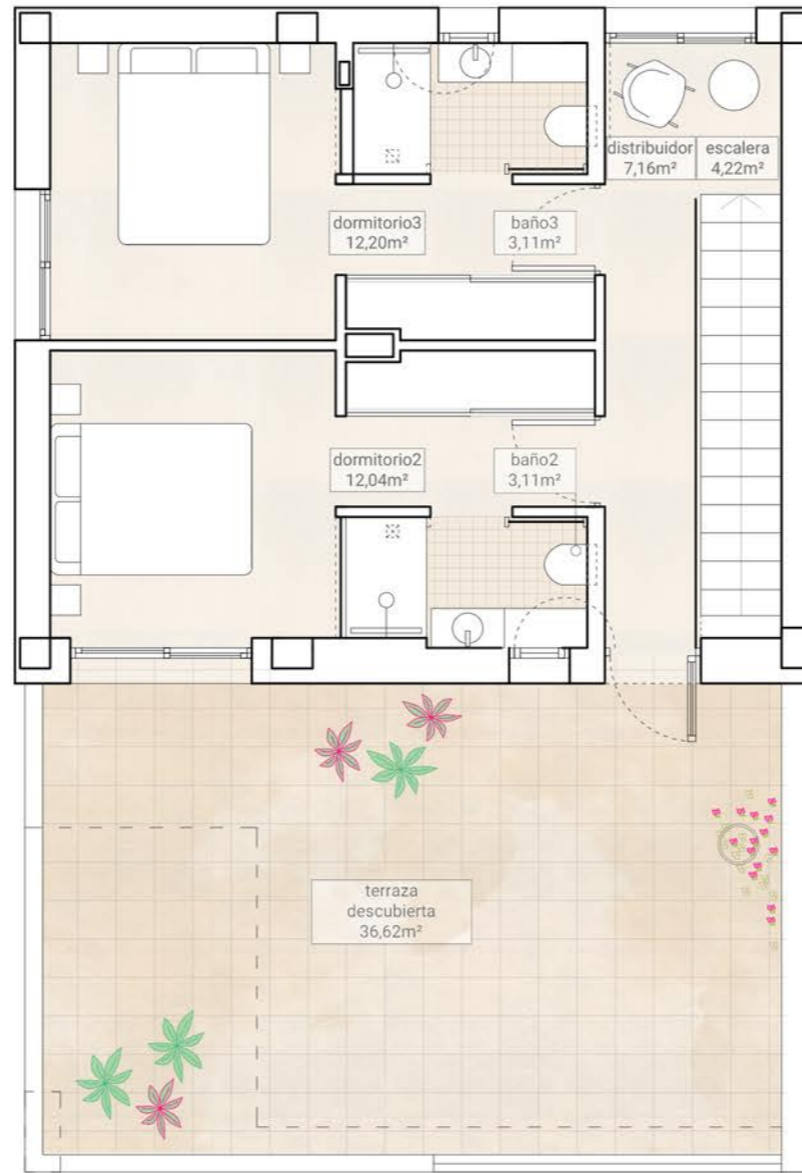 distribuidor
7,16m²
escalera
4,22m²
dormitorio3
12,20m²
baño3
3,11m²
dormitorio2
12,04m²
baño2
3,11m²
terraza
descubierta
36,62m²